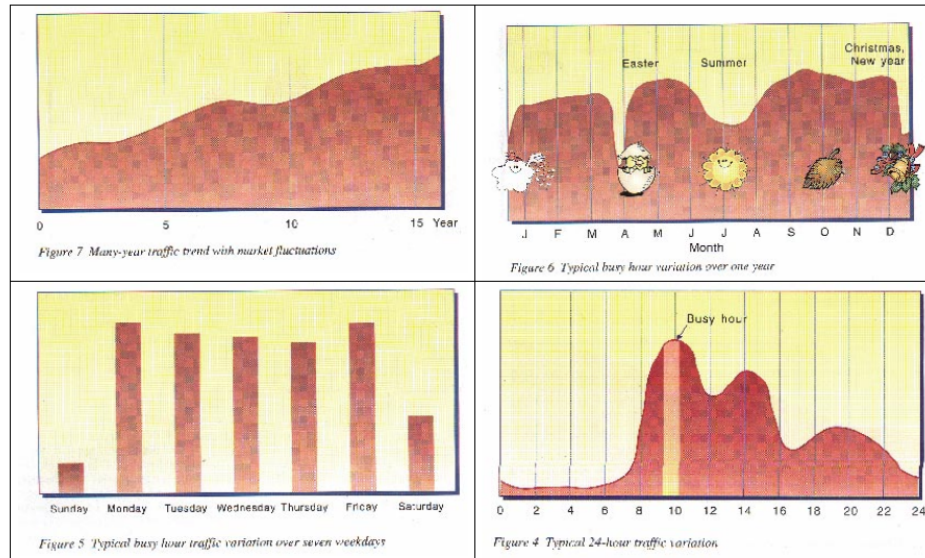 0 5 10 15 Year
Figure 7 Many-year traffic trend with market fluctuations
Christmas,
New year
Easter Summer
J F M A M J J A S O N D
Month
Figure 6 Typical busy hour variation over one year
Sunday Monday Tuesday Wednesday Thursday Friday Saturday
Figure 5 Typical busy hour traffic variation over seven weekdays
Busy hour
0 2 4 6 8 10 12 14 16 18 20 22 24
Figure 4 Typical 24-hour traffic variation